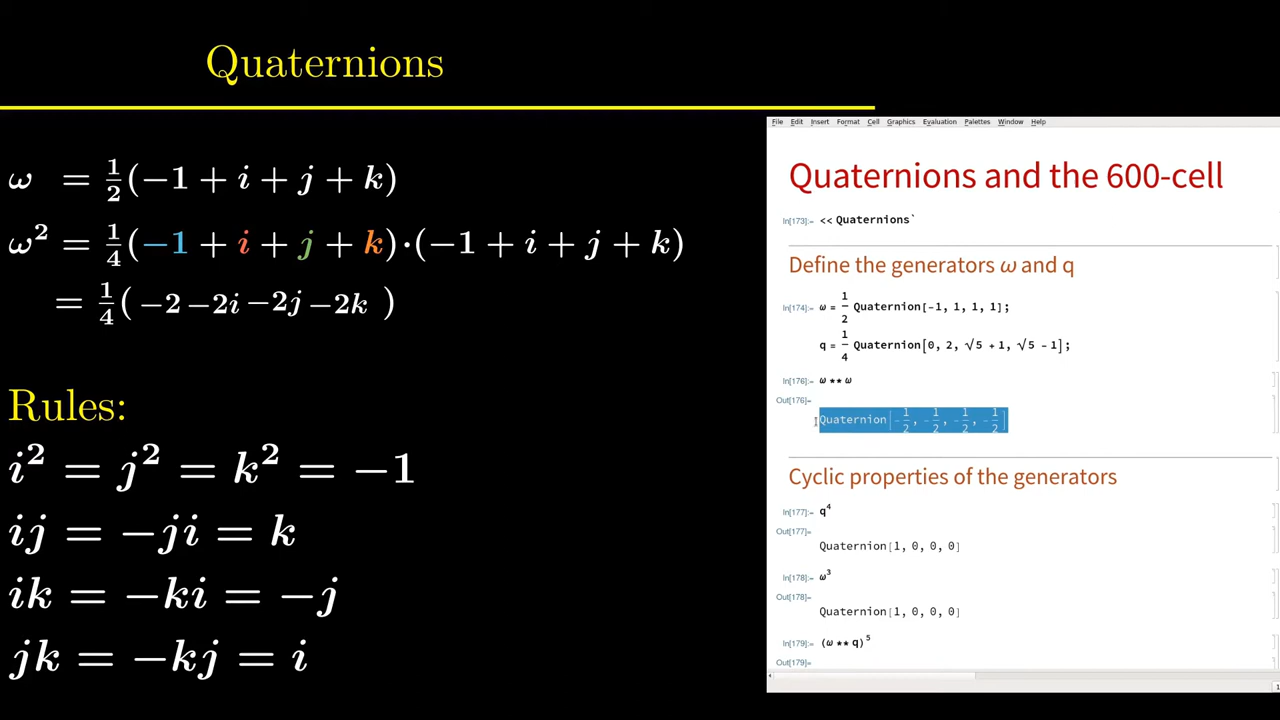 Quaternions
ω = 1/2(−1 + i + j + k)
ω² = 1/4(−1 + i + j + k)·(−1 + i + j + k)
= 1/4( −2 −2i −2j −2k )
Rules:
i² = j² = k² = −1
ij = −ji = k
ik = −ki = −j
jk = −kj = i
File Edit Insert Format Cell Graphics Evaluation Palettes Window Help
Quaternions and the 600-cell
In[173]:= << Quaternions`
Define the generators ω and q
In[174]:= ω = 1/2 Quaternion[-1, 1, 1, 1];
q = 1/4 Quaternion[0, 2, √5 + 1, √5 - 1];
In[176]:= ω ** ω
Out[176]=
Quaternion[-1/2, -1/2, -1/2, -1/2]
Cyclic properties of the generators
In[177]:= q⁴
Out[177]=
Quaternion[1, 0, 0, 0]
In[178]:= ω³
Out[178]=
Quaternion[1, 0, 0, 0]
In[179]:= (ω ** q)⁵
Out[179]=